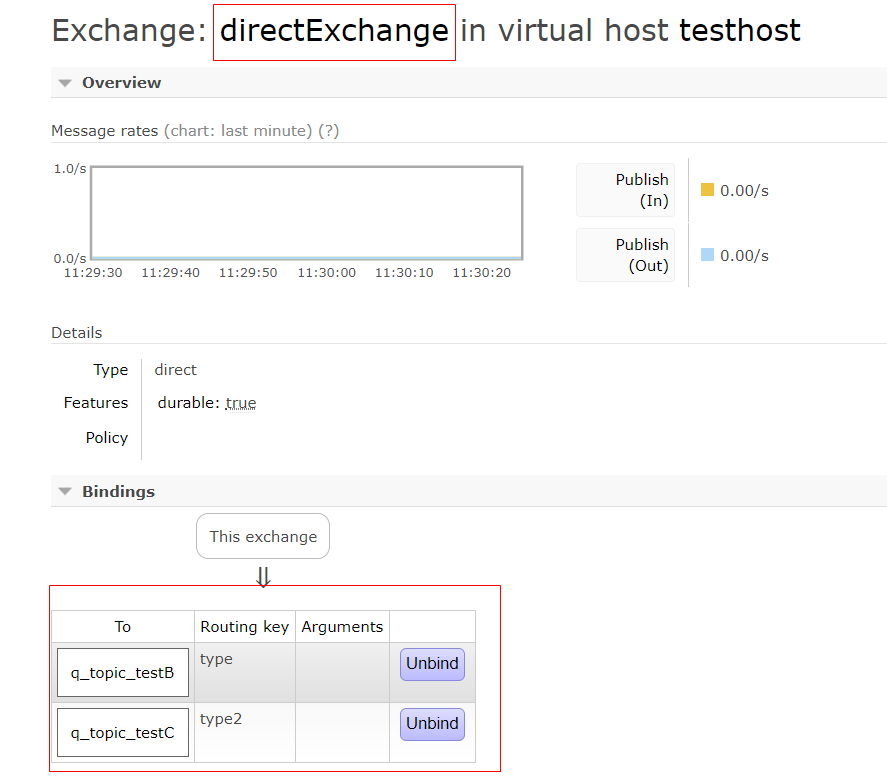 Exchange: directExchange in virtual host testhost
Overview
Message rates (chart: last minute) (?)
1.0/s
0.0/s
11:29:30 11:29:40 11:29:50 11:30:00 11:30:10 11:30:20
Publish
(In)
0.00/s
Publish
(Out)
0.00/s
Details
Type direct
Features durable: true
Policy
Bindings
This exchange
⇓
To Routing key Arguments
q_topic_testB type Unbind
q_topic_testC type2 Unbind